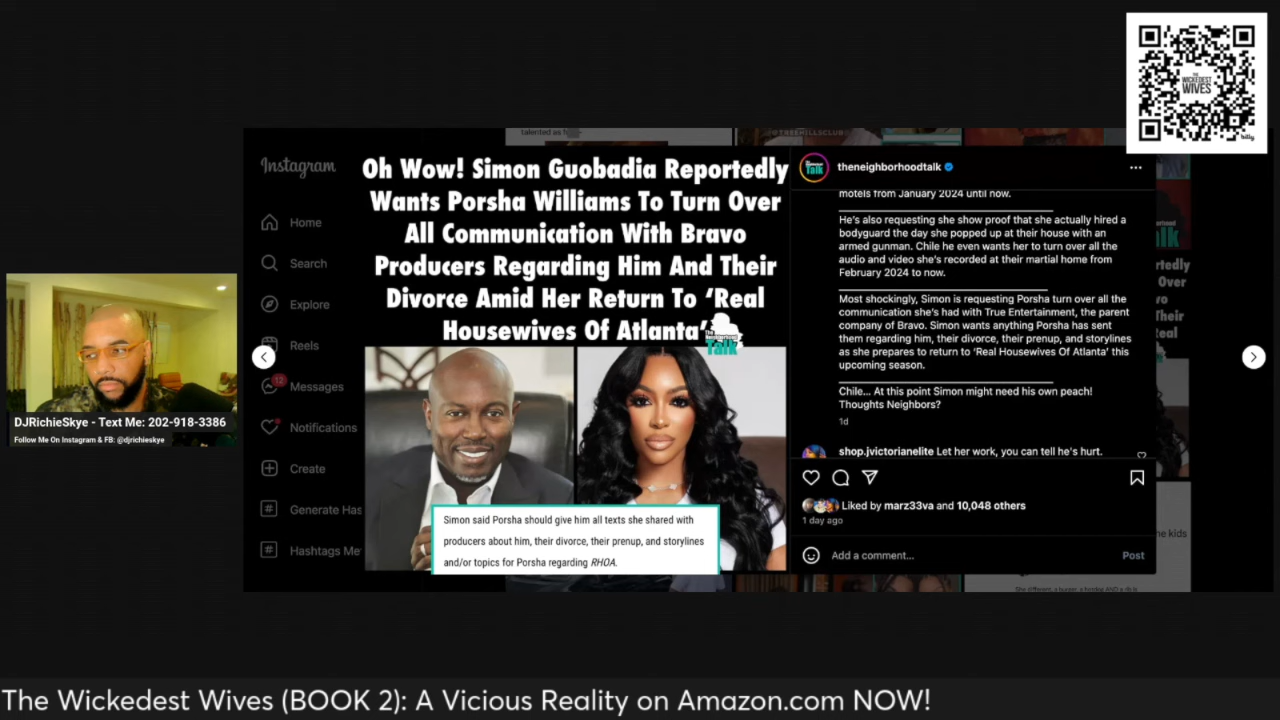 THE
WICKEDEST
WIVES
bitly
talented as
@THEEHILLSCLUB
Instagram
Home
Search
Explore
Reels
12
Messages
Notifications
Create
Generate Has
Hashtags Me
Oh Wow! Simon Guobadia Reportedly
Wants Porsha Williams To Turn Over
All Communication With Bravo
Producers Regarding Him And Their
Divorce Amid Her Return To ‘Real
Housewives Of Atlanta’
Talk
Simon said Porsha should give him all texts she shared with
producers about him, their divorce, their prenup, and storylines
and/or topics for Porsha regarding RHOA.
Talk
theneighborhoodtalk
motels from January 2024 until now.
He's also requesting she show proof that she actually hired a
bodyguard the day she popped up at their house with an
armed gunman. Chile he even wants her to turn over all the
audio and video she's recorded at their martial home from
February 2024 to now.
Most shockingly, Simon is requesting Porsha turn over all the
communication she's had with True Entertainment, the parent
company of Bravo. Simon wants anything Porsha has sent
them regarding him, their divorce, their prenup, and storylines
as she prepares to return to 'Real Housewives Of Atlanta' this
upcoming season.
Chile... At this point Simon might need his own peach!
Thoughts Neighbors?
1d
shop.jvictorianelite Let her work, you can tell he's hurt.
Liked by marz33va and 10,048 others
1 day ago
Add a comment...
Post
ne kids
DJRichieSkye - Text Me: 202-918-3386
Follow Me On Instagram & FB: @djrichieskye
The Wickedest Wives (BOOK 2): A Vicious Reality on Amazon.com NOW!